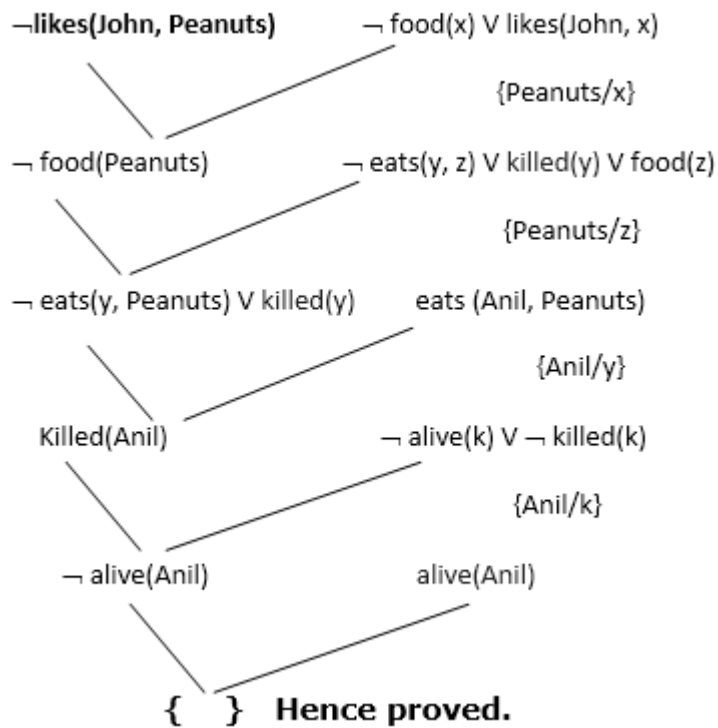 ¬likes(John, Peanuts) ¬ food(x) V likes(John, x)
{Peanuts/x}
¬ food(Peanuts) ¬ eats(y, z) V killed(y) V food(z)
{Peanuts/z}
¬ eats(y, Peanuts) V killed(y) eats (Anil, Peanuts)
{Anil/y}
Killed(Anil) ¬ alive(k) V ¬ killed(k)
{Anil/k}
¬ alive(Anil) alive(Anil)
{ } Hence proved.